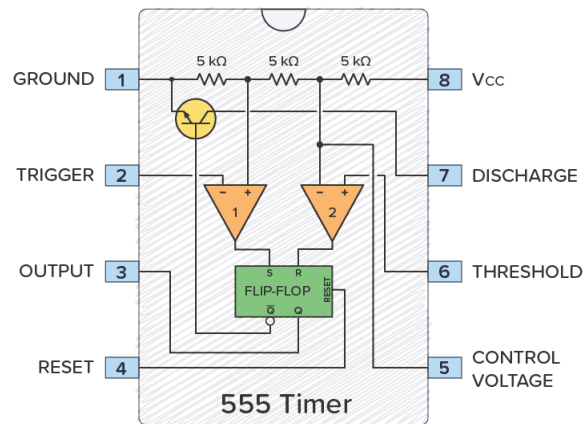 5 kΩ 5 kΩ 5 kΩ
GROUND 1
8 Vcc
TRIGGER 2
7 DISCHARGE
- + - +
1 2
OUTPUT 3
6 THRESHOLD
S R
FLIP-FLOP
RESET
Q̅ Q
RESET 4
5 CONTROL
VOLTAGE
555 Timer